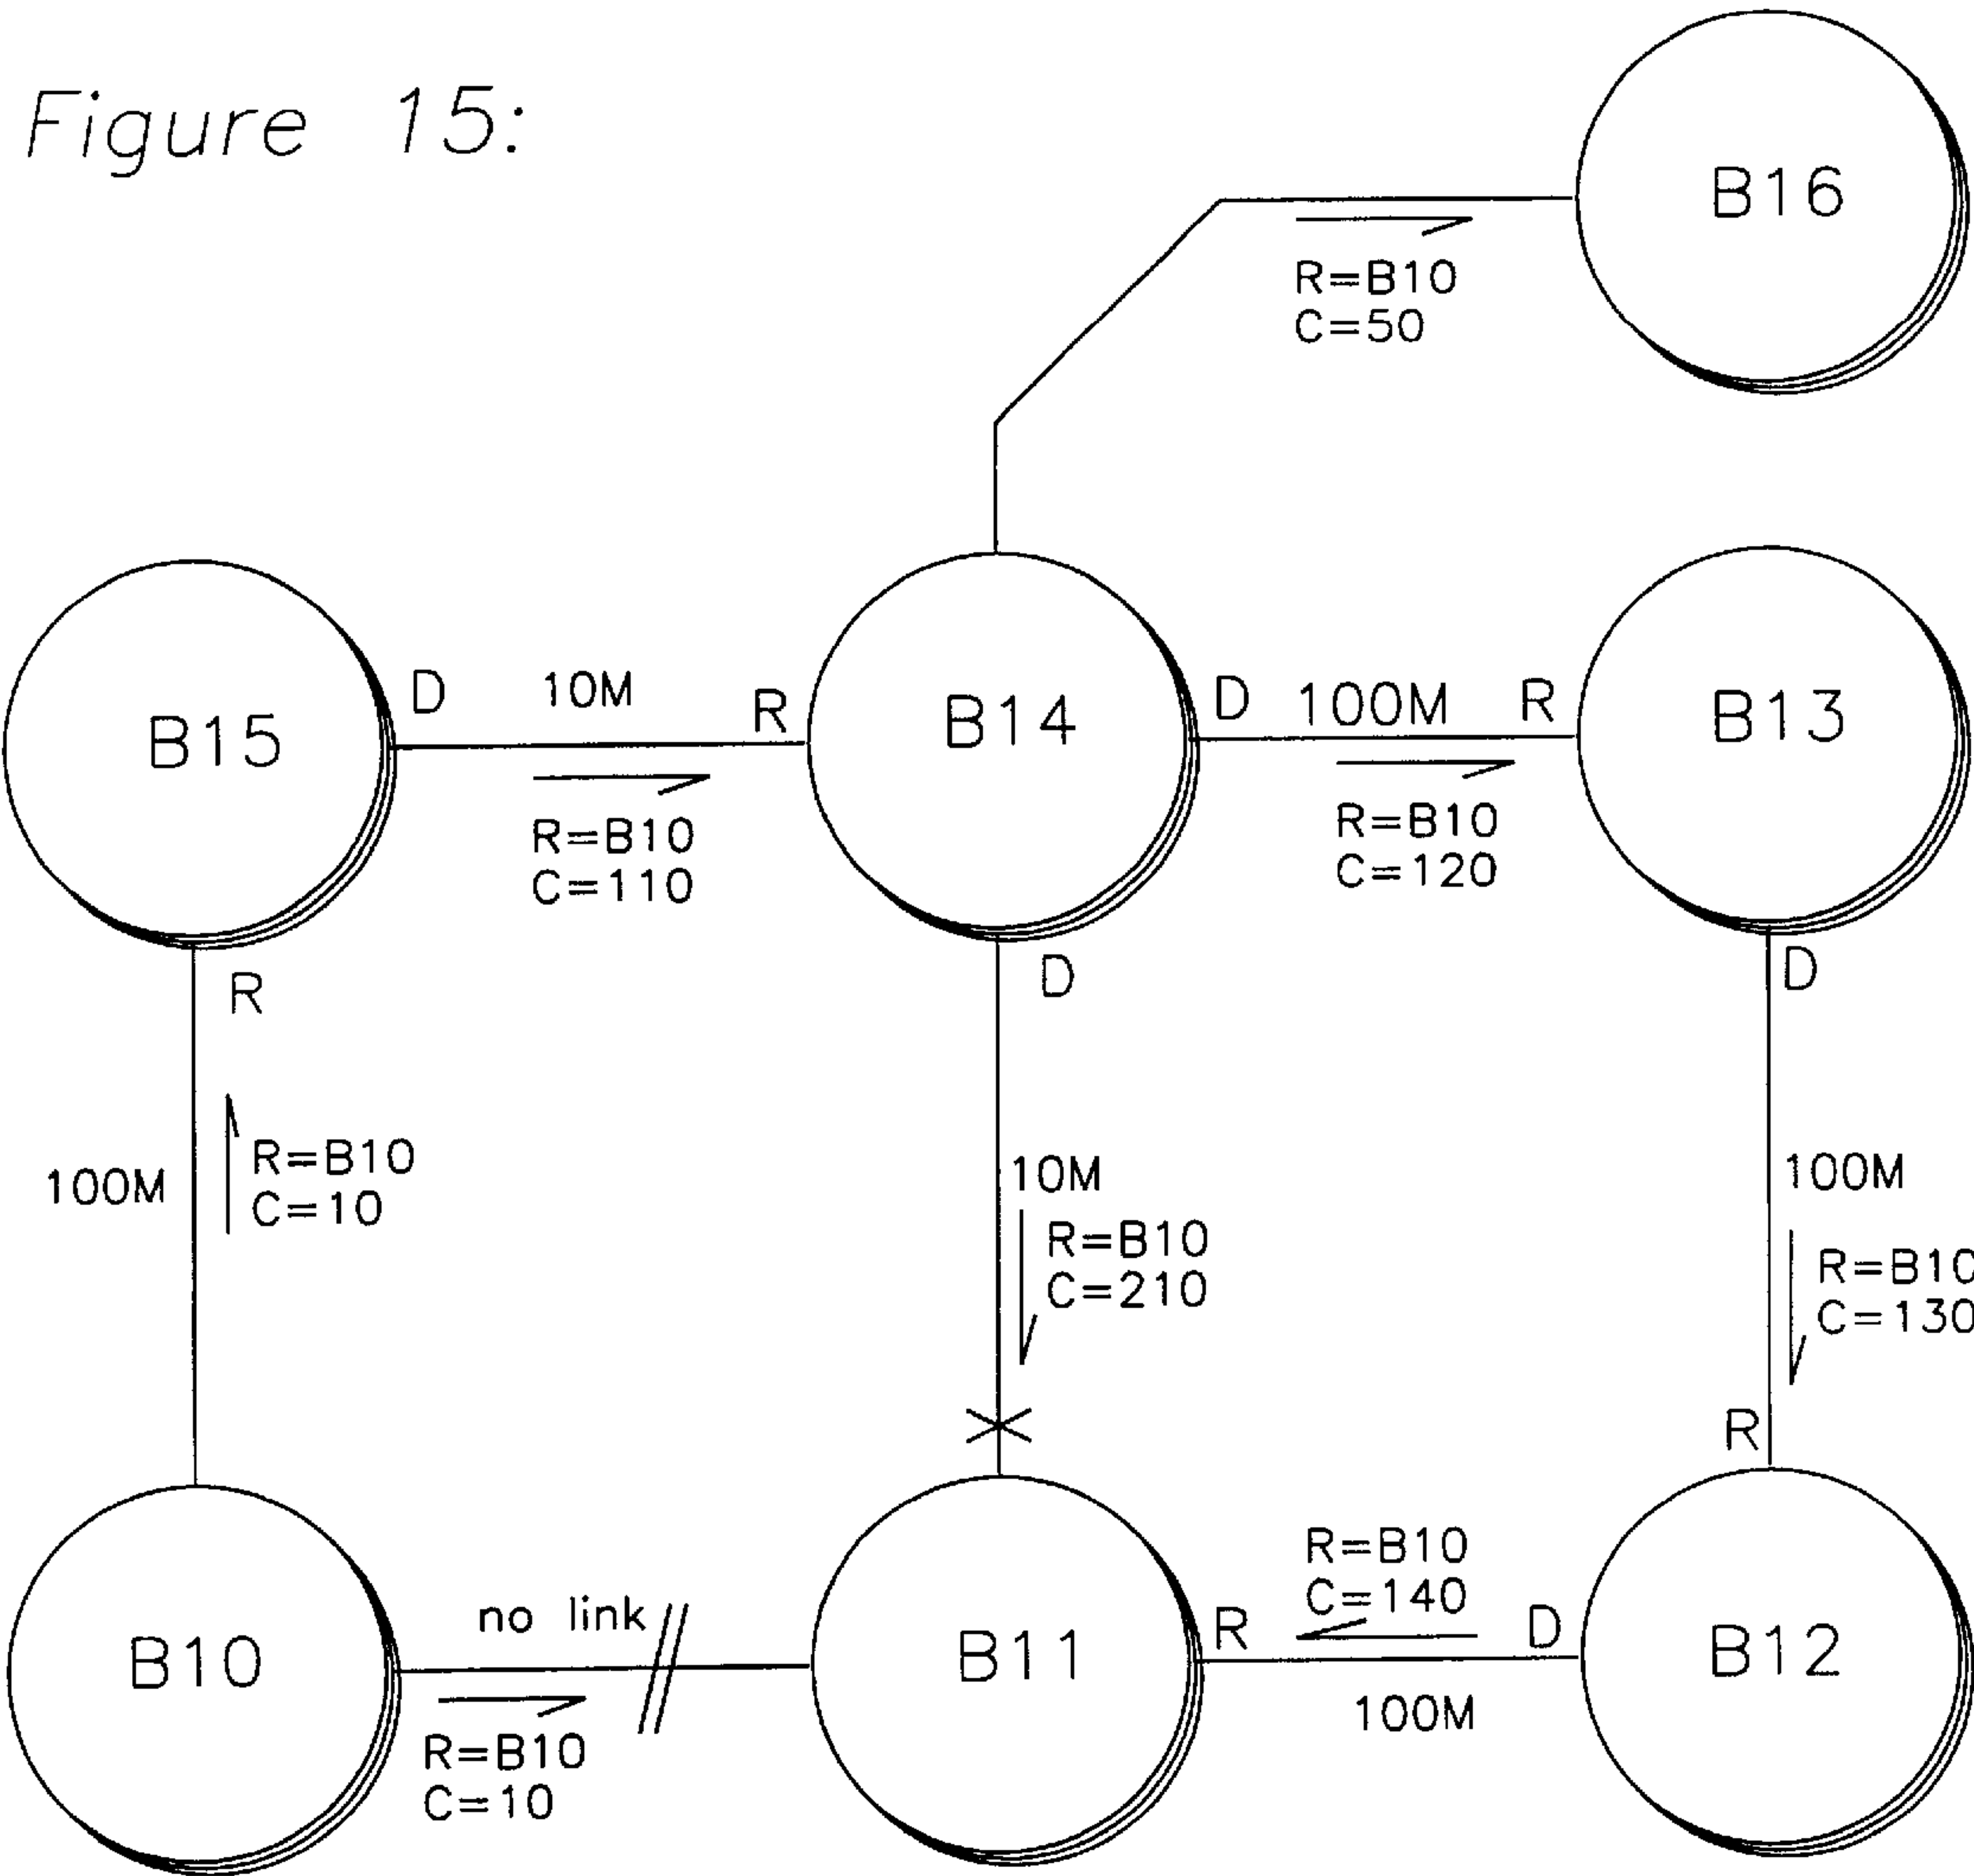 Figure 15:
B16
R=B10
C=50
B15
D
10M
R
B14
D
100M
R
B13
R=B10
C=110
R=B10
C=120
R
D
D
100M
R=B10
C=10
10M
R=B10
C=210
100M
R=B10
C=130
R
B10
no link
R=B10
C=10
B11
R
R=B10
C=140
D
100M
B12